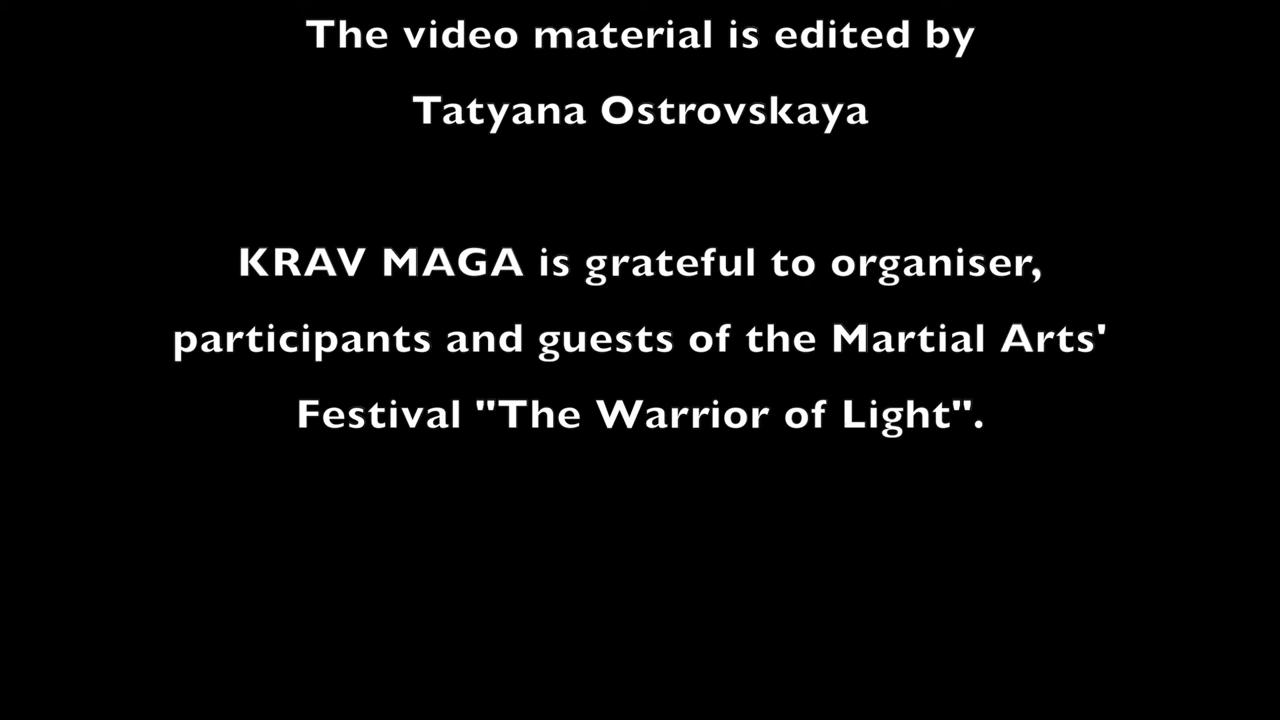 The video material is edited by
Tatyana Ostrovskaya
KRAV MAGA is grateful to organiser,
participants and guests of the Martial Arts'
Festival "The Warrior of Light".